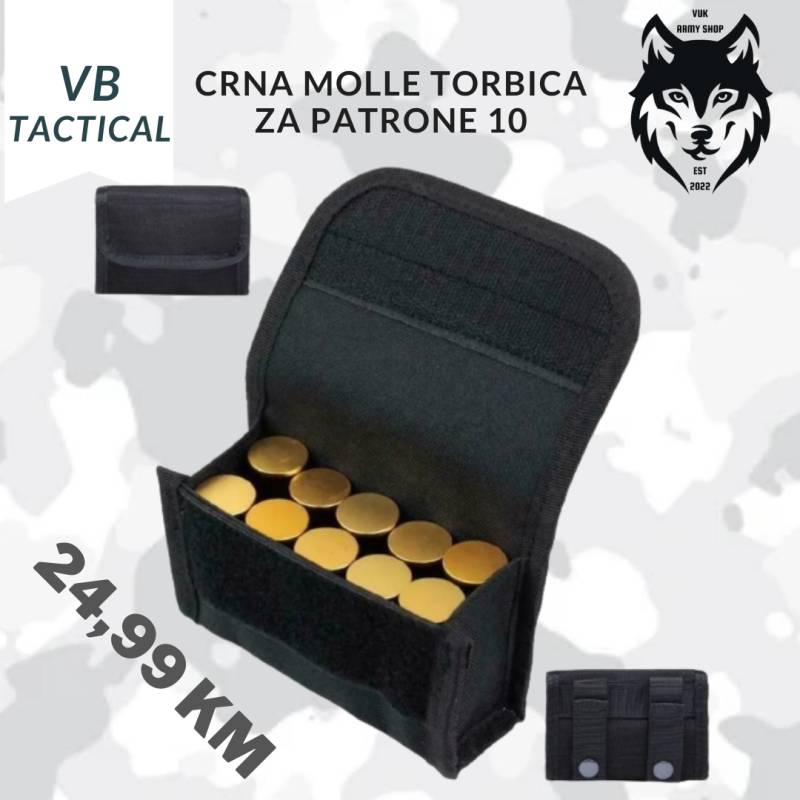 VB
TACTICAL
CRNA MOLLE TORBICA
ZA PATRONE 10
VUK
ARMY SHOP
EST
2022
24,99 KM